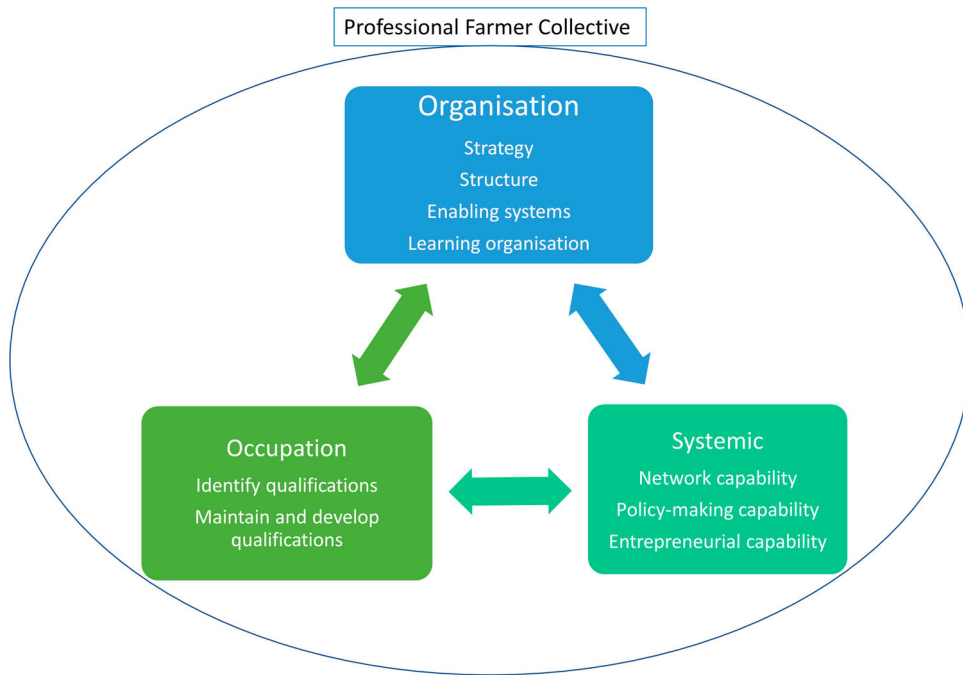 Professional Farmer Collective
Organisation
Strategy
Structure
Enabling systems
Learning organisation
Occupation
Identify qualifications
Maintain and develop
qualifications
Systemic
Network capability
Policy-making capability
Entrepreneurial capability